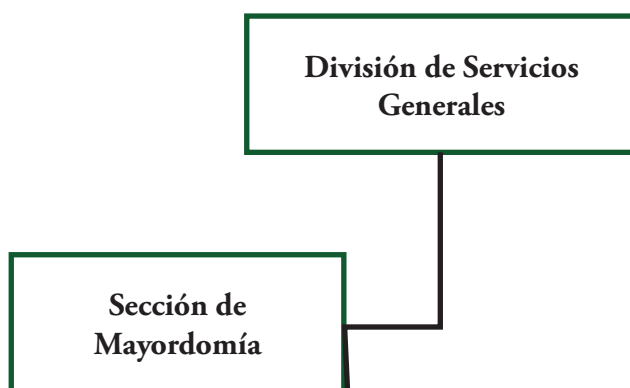 División de Servicios
Generales
Sección de
Mayordomía